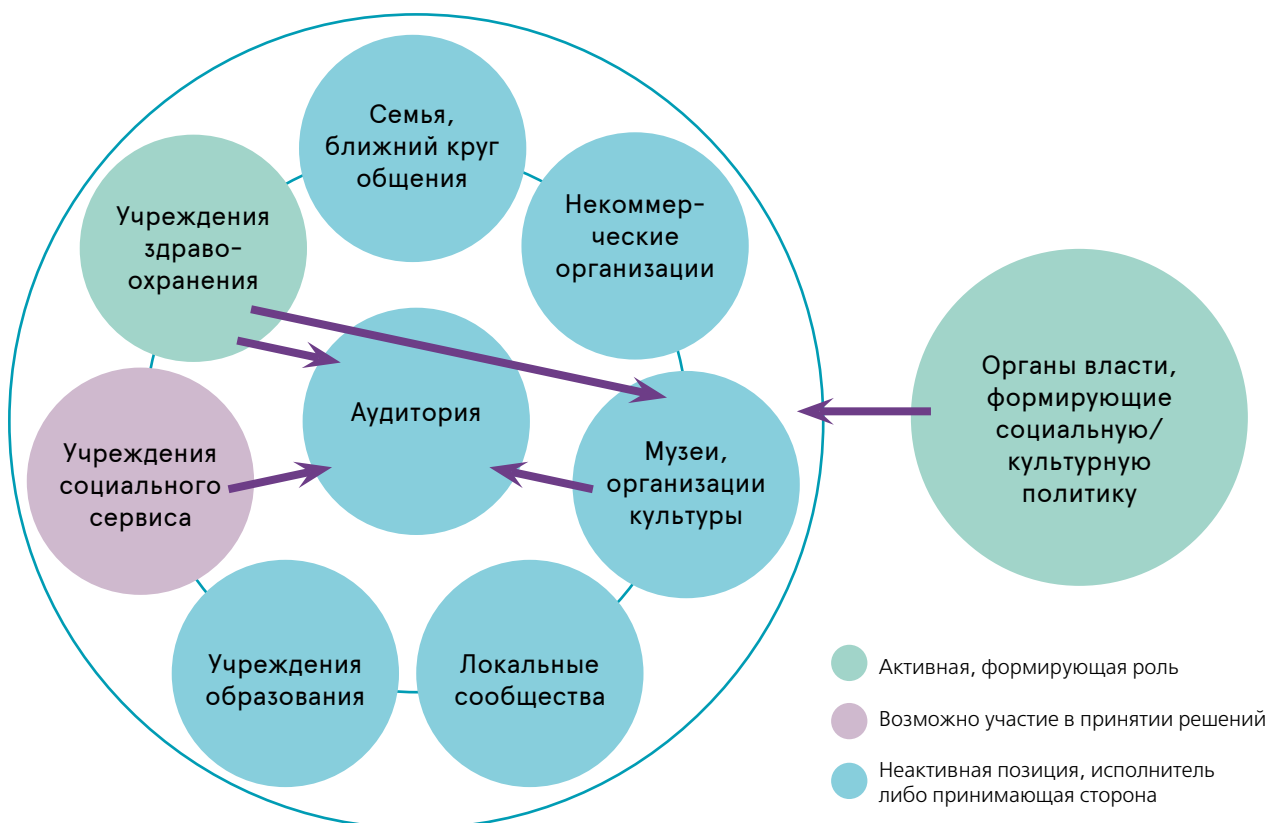 Семья,
ближний круг
общения
Учреждения
здраво-
охранения
Некоммер-
ческие
организации
Аудитория
Учреждения
социального
сервиса
Музеи,
организации
культуры
Учреждения
образования
Локальные
сообщества
Органы власти,
формирующие
социальную/
культурную
политику
Активная, формирующая роль
Возможно участие в принятии решений
Неактивная позиция, исполнитель
либо принимающая сторона